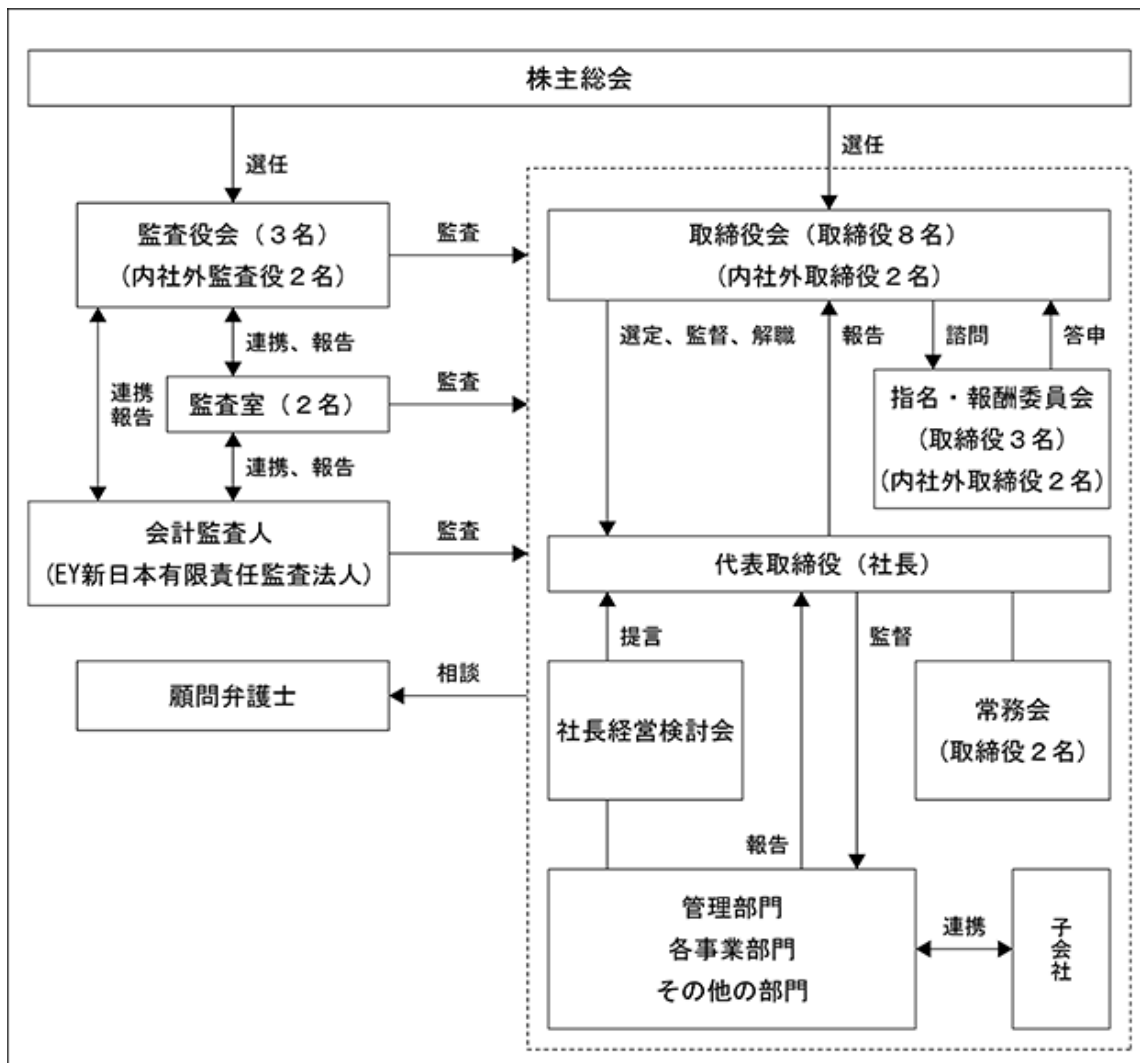 株主総会
選任
選任
監査役会（３名）
(内社外監査役２名)
監査
取締役会（取締役８名）
(内社外取締役２名)
連携、報告
選定、監督、解職
報告
諮問
答申
連携
報告
監査室（２名）
監査
指名・報酬委員会
(取締役３名)
(内社外取締役２名)
連携、報告
会計監査人
(EY新日本有限責任監査法人)
監査
代表取締役（社長）
提言
監督
顧問弁護士
相談
社長経営検討会
常務会
(取締役２名)
報告
管理部門
各事業部門
その他の部門
連携
子会社